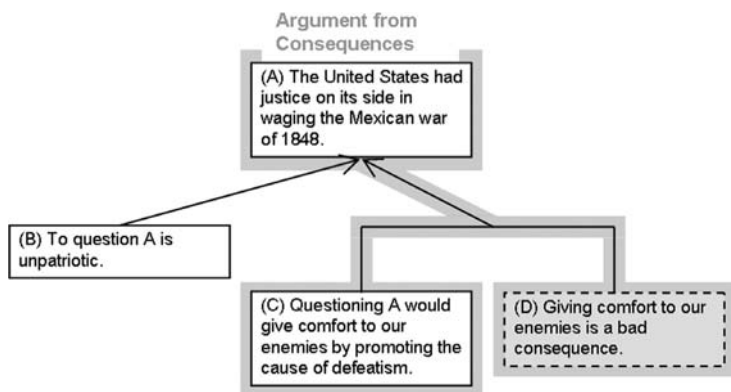 Argument from
Consequences
(A) The United States had
justice on its side in
waging the Mexican war
of 1848.
(B) To question A is
unpatriotic.
(C) Questioning A would
give comfort to our
enemies by promoting the
cause of defeatism.
(D) Giving comfort to our
enemies is a bad
consequence.